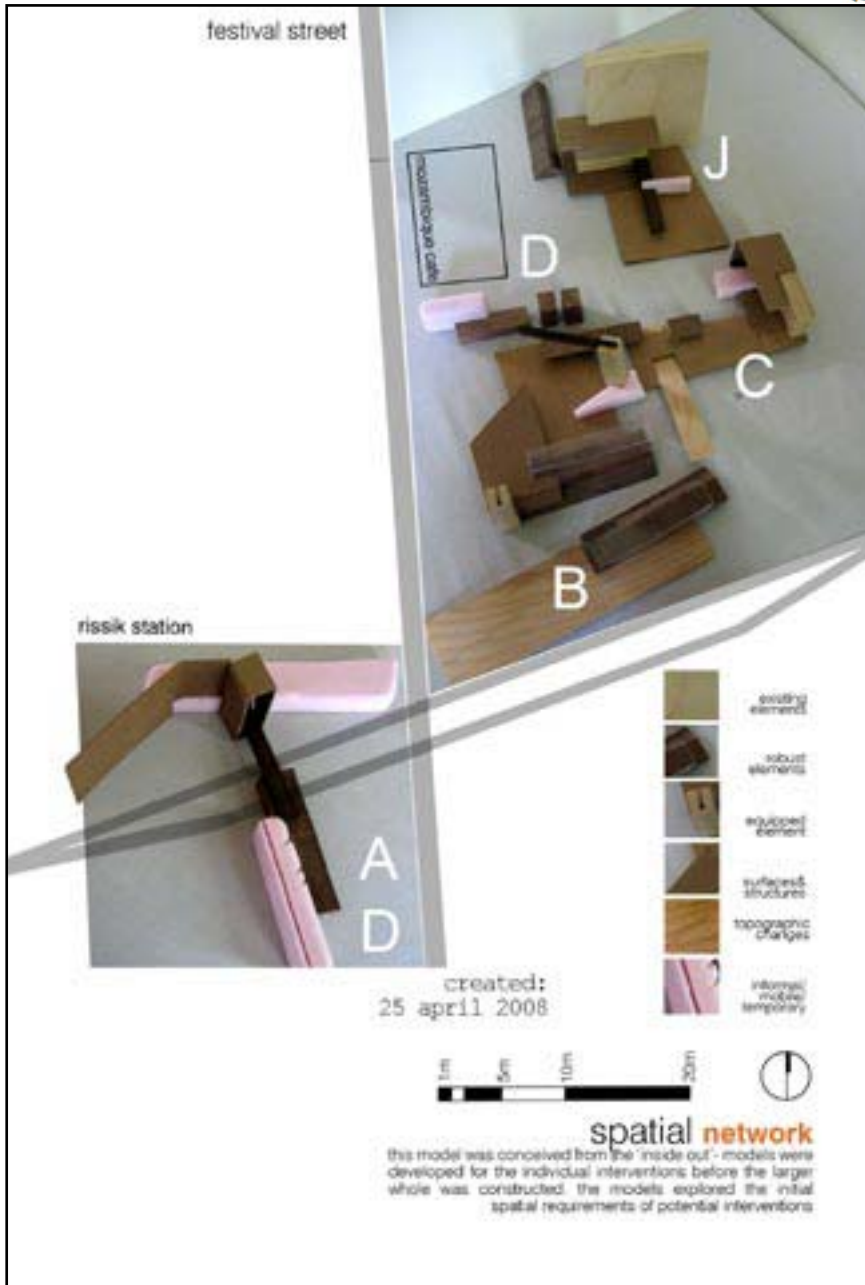 festival street
J
mozambique cafe
D
C
B
rissik station
A
D
existing
elements
robust
elements
equipped
element
surfaces&
structures
topographic
changes
informal/
mobile/
temporary
created:
25 april 2008
1m
5m
10m
20m
spatial network
this model was conceived from the 'inside out'- models were
developed for the individual interventions before the larger
whole was constructed. the models explored the initial
spatial requirements of potential interventions